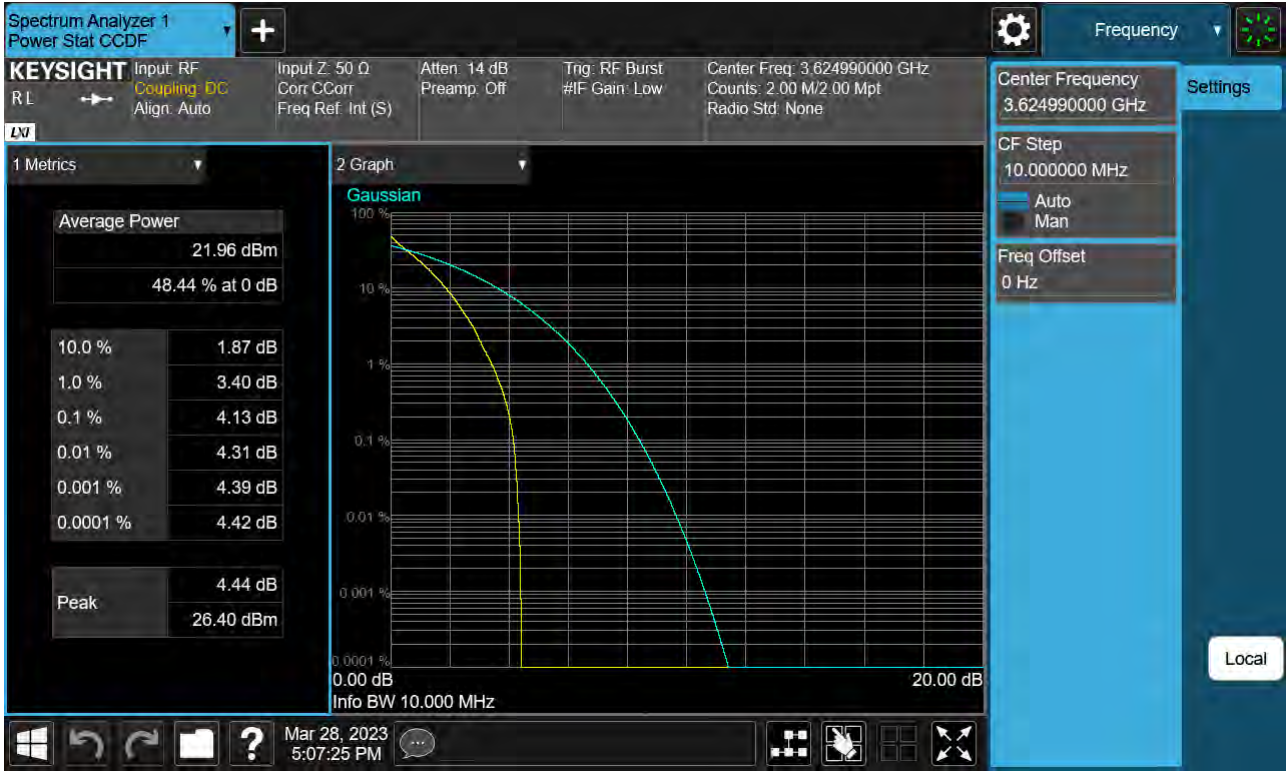 Spectrum Analyzer 1
Power Stat CCDF
+
Frequency
KEYSIGHT
RL
LXI
Input: RF
Coupling: DC
Align: Auto
Input Z: 50 Ω
Corr CCorr
Freq Ref: Int (S)
Atten: 14 dB
Preamp: Off
Trig: RF Burst
#IF Gain: Low
Center Freq: 3.624990000 GHz
Counts: 2.00 M/2.00 Mpt
Radio Std: None
Center Frequency
3.624990000 GHz
Settings
CF Step
10.000000 MHz
Auto
Man
Freq Offset
0 Hz
Local
1 Metrics
Average Power
21.96 dBm
48.44 % at 0 dB
10.0 % 1.87 dB
1.0 % 3.40 dB
0.1 % 4.13 dB
0.01 % 4.31 dB
0.001 % 4.39 dB
0.0001 % 4.42 dB
Peak
4.44 dB
26.40 dBm
2 Graph
Gaussian
100 %
10 %
1 %
0.1 %
0.01 %
0.001 %
0.0001 %
0.00 dB 20.00 dB
Info BW 10.000 MHz
?
Mar 28, 2023
5:07:25 PM